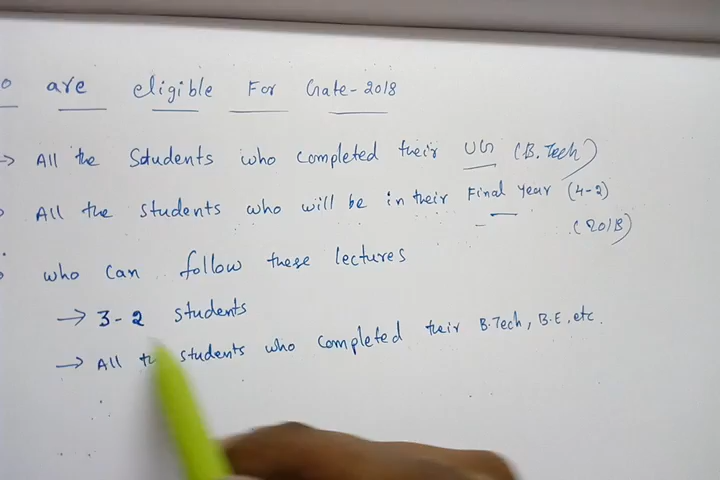 o are eligible For Gate-2018
→ All the Students who completed their UG (B.Tech)
All the students who will be in their Final year (4-2)
(2018)
who can follow these lectures
→ 3-2 students
→ All the students who completed their B.Tech, B.E, etc.